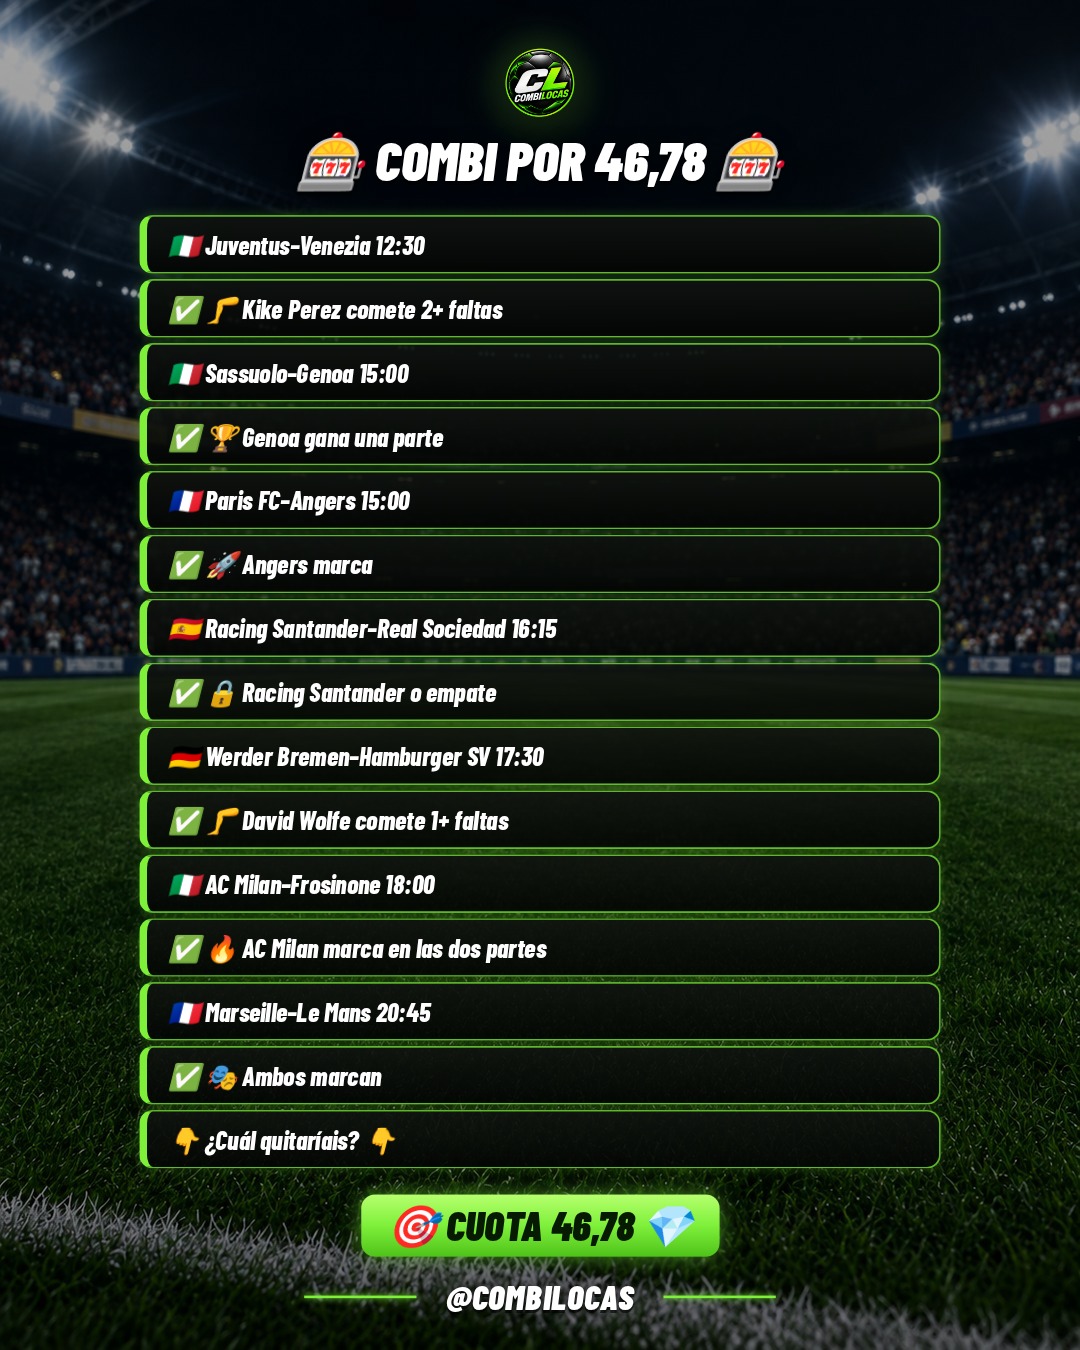 CL
COMBILOCAS
🎰 COMBI POR 46,78 🎰
🇮🇹 Juventus-Venezia 12:30
✅ 🦵 Kike Perez comete 2+ faltas
🇮🇹 Sassuolo-Genoa 15:00
✅ 🏆 Genoa gana una parte
🇫🇷 Paris FC-Angers 15:00
✅ 🚀 Angers marca
🇪🇸 Racing Santander-Real Sociedad 16:15
✅ 🔒 Racing Santander o empate
🇩🇪 Werder Bremen-Hamburger SV 17:30
✅ 🦵 David Wolfe comete 1+ faltas
🇮🇹 AC Milan-Frosinone 18:00
✅ 🔥 AC Milan marca en las dos partes
🇫🇷 Marseille-Le Mans 20:45
✅ 🎭 Ambos marcan
👇 ¿Cuál quitaríais? 👇
🎯 CUOTA 46,78 💎
@COMBILOCAS